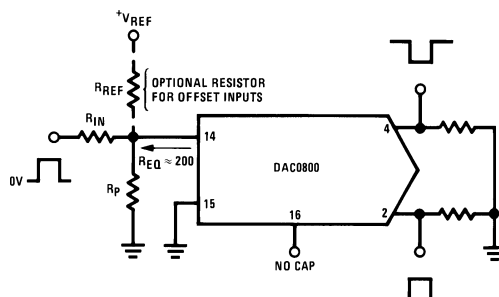 +VREF
RREF
OPTIONAL RESISTOR
FOR OFFSET INPUTS
RIN
0V
REQ ≈ 200
RP
14
15
16
4
2
DAC0800
NO CAP